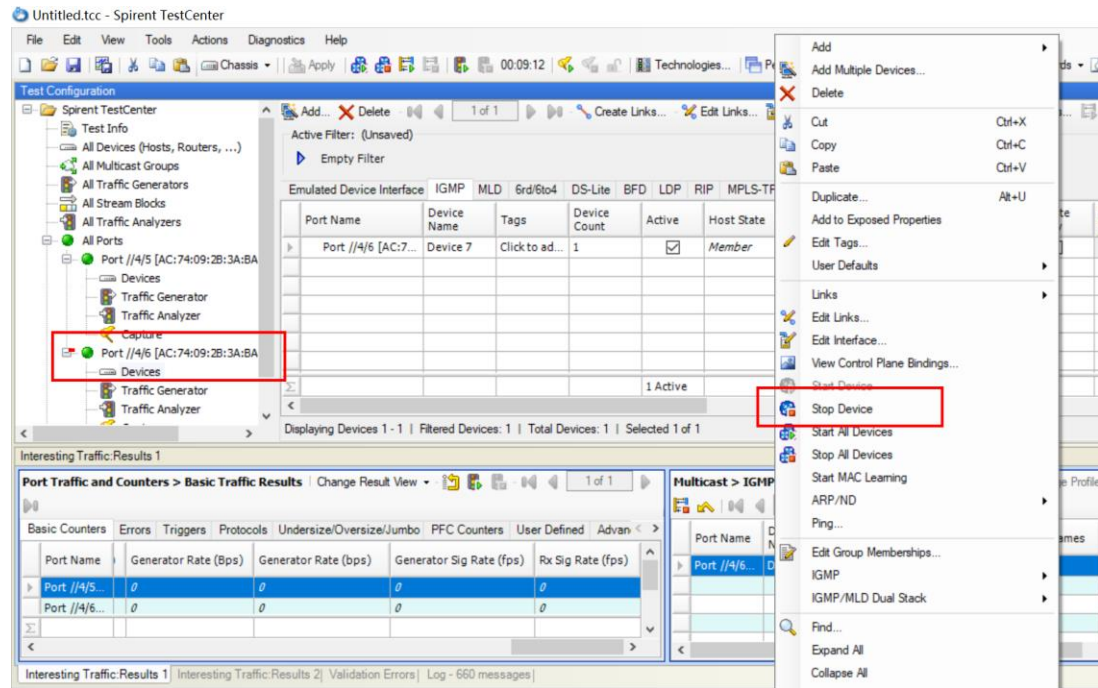 Untitled.tcc - Spirent TestCenter
File Edit View Tools Actions Diagnostics Help
Chassis Apply 00:09:12 Technologies...
Test Configuration
Spirent TestCenter
Test Info
All Devices (Hosts, Routers, ...)
All Multicast Groups
All Traffic Generators
All Stream Blocks
All Traffic Analyzers
All Ports
Port //4/5 [AC:74:09:2B:3A:BA
Devices
Traffic Generator
Traffic Analyzer
Capture
Port //4/6 [AC:74:09:2B:3A:BA
Devices
Traffic Generator
Traffic Analyzer
Add... Delete 1 of 1 Create Links... Edit Links...
Active Filter: (Unsaved)
Empty Filter
Emulated Device Interface IGMP MLD 6rd/6to4 DS-Lite BFD LDP RIP MPLS-TP
Port Name Device Name Tags Device Count Active Host State
Port //4/6 [AC:7... Device 7 Click to ad... 1 Member
1 Active
Displaying Devices 1 - 1 | Filtered Devices: 1 | Total Devices: 1 | Selected 1 of 1
Add
Add Multiple Devices...
Delete
Cut Ctrl+X
Copy Ctrl+C
Paste Ctrl+V
Duplicate... Alt+U
Add to Exposed Properties
Edit Tags...
User Defaults
Links
Edit Links...
Edit Interface...
View Control Plane Bindings...
Start Device
Stop Device
Start All Devices
Stop All Devices
Start MAC Learning
ARP/ND
Ping...
Edit Group Memberships...
IGMP
IGMP/MLD Dual Stack
Find...
Expand All
Collapse All
Interesting Traffic:Results 1
Port Traffic and Counters > Basic Traffic Results Change Result View 1 of 1
Basic Counters Errors Triggers Protocols Undersize/Oversize/Jumbo PFC Counters User Defined Advan
Port Name Generator Rate (Bps) Generator Rate (bps) Generator Sig Rate (fps) Rx Sig Rate (fps)
Port //4/5... 0 0 0 0
Port //4/6... 0 0 0 0
Multicast > IGMP
Port Name
Port //4/6...
Interesting Traffic:Results 1 Interesting Traffic:Results 2 Validation Errors Log - 660 messages